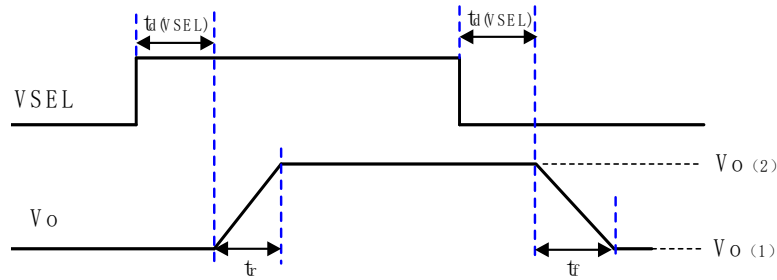 td(VSEL)
td(VSEL)
VSEL
Vo(2)
Vo
Vo(1)
tr
tf